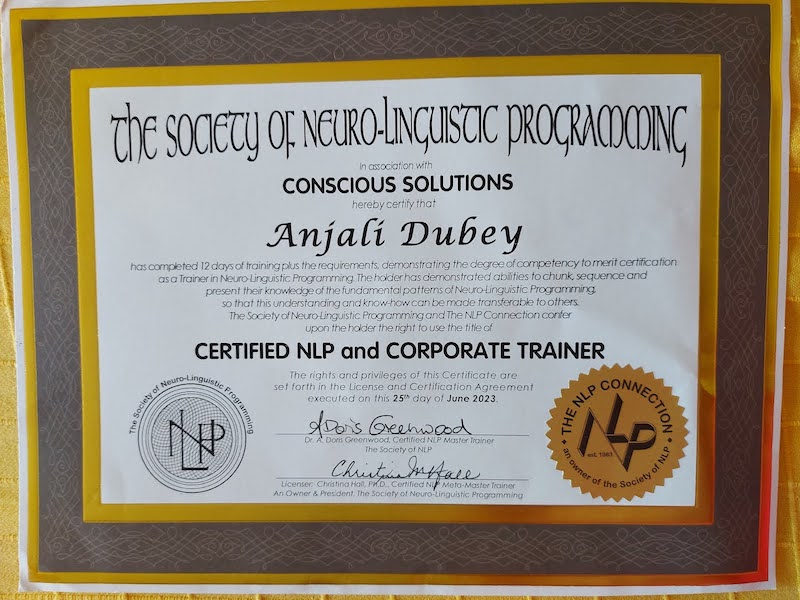 The Society of Neuro-Linguistic Programming
In association with
CONSCIOUS SOLUTIONS
hereby certify that
Anjali Dubey
has completed 12 days of training plus the requirements, demonstrating the degree of competency to merit certification
as a Trainer in Neuro-Linguistic Programming. The holder has demonstrated abilities to chunk, sequence and
present their knowledge of the fundamental patterns of Neuro-Linguistic Programming,
so that this understanding and know-how can be made transferable to others.
The Society of Neuro-Linguistic Programming and The NLP Connection confer
upon the holder the right to use the title of
CERTIFIED NLP and CORPORATE TRAINER
The rights and privileges of this Certificate are
set forth in the License and Certification Agreement
executed on this 25th day of June 2023.
The Society of Neuro-Linguistic Programming
NLP
A Doris Greenwood
Dr. A. Doris Greenwood, Certified NLP Master Trainer
The Society of NLP
Christina M Hall
Licenser: Christina Hall, PH.D., Certified NLP Meta-Master Trainer
An Owner & President, The Society of Neuro-Linguistic Programming
THE NLP CONNECTION
NLP
est. 1983
an owner of the Society of NLP